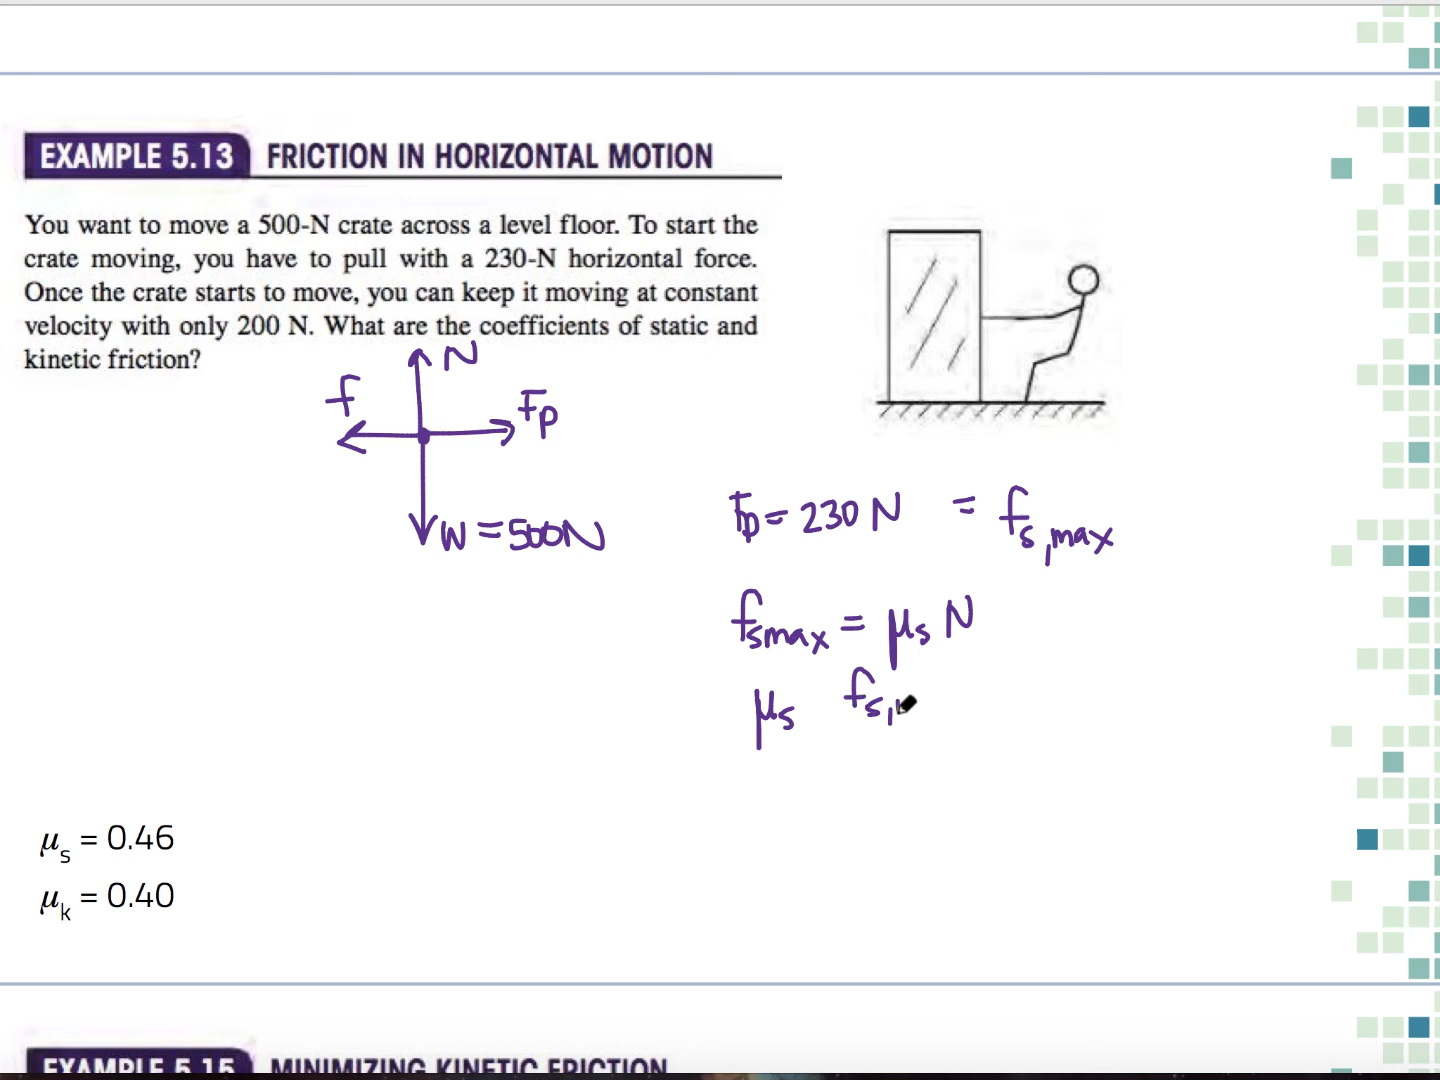 EXAMPLE 5.13 FRICTION IN HORIZONTAL MOTION
You want to move a 500-N crate across a level floor. To start the
crate moving, you have to pull with a 230-N horizontal force.
Once the crate starts to move, you can keep it moving at constant
velocity with only 200 N. What are the coefficients of static and
kinetic friction?
N
f
Fp
W = 500N
Fp = 230 N = fs,max
fsmax = μs N
μs fs,
μs = 0.46
μk = 0.40
EXAMPLE 5.15 MINIMIZING KINETIC FRICTION